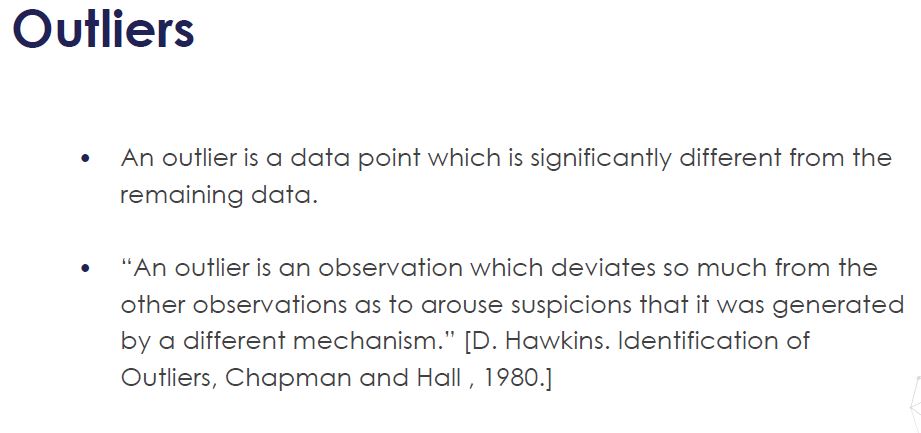 Outliers
• An outlier is a data point which is significantly different from the
remaining data.
• “An outlier is an observation which deviates so much from the
other observations as to arouse suspicions that it was generated
by a different mechanism.” [D. Hawkins. Identification of
Outliers, Chapman and Hall , 1980.]